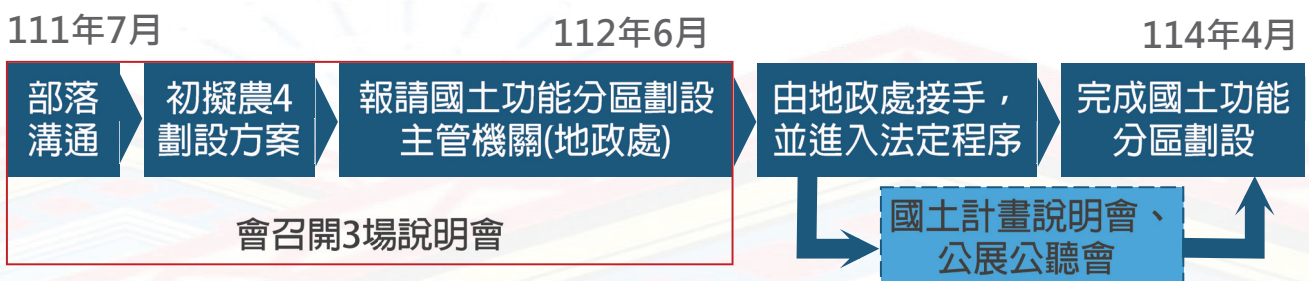 111年7月
112年6月
114年4月
部落
溝通
初擬農4
劃設方案
報請國土功能分區劃設
主管機關(地政處)
由地政處接手，
並進入法定程序
完成國土功能
分區劃設
會召開3場說明會
國土計畫說明會、
公展公聽會